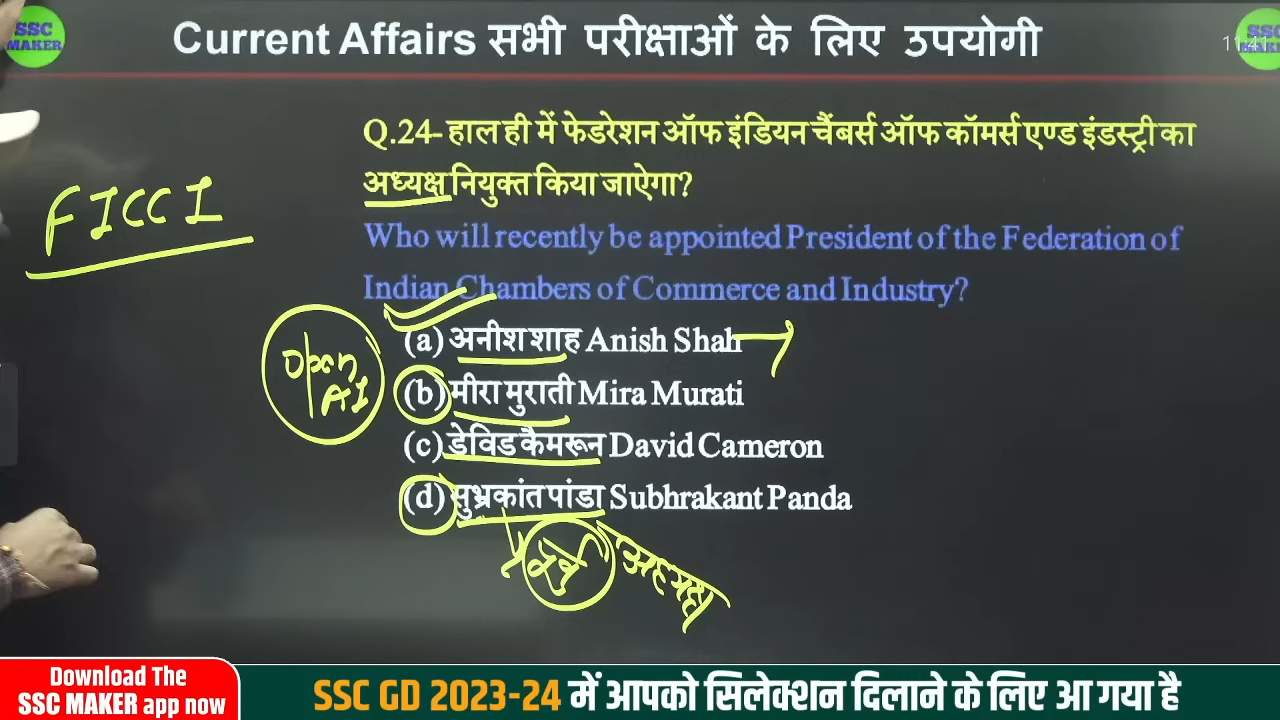 SSC MAKER
Current Affairs सभी परीक्षाओं के लिए उपयोगी
11:41
SSC
Q.24- हाल ही में फेडरेशन ऑफ इंडियन चैंबर्स ऑफ कॉमर्स एण्ड इंडस्ट्री का
अध्यक्ष नियुक्त किया जाऐगा?
FICCI
Who will recently be appointed President of the Federation of
Indian Chambers of Commerce and Industry?
(a) अनीश शाह Anish Shah
Open AI
(b) मीरा मुराती Mira Murati
(c) डेविड कैमरून David Cameron
(d) सुभ्रकांत पांडा Subhrakant Panda
Download The
SSC MAKER app now
SSC GD 2023-24 में आपको सिलेक्शन दिलाने के लिए आ गया है